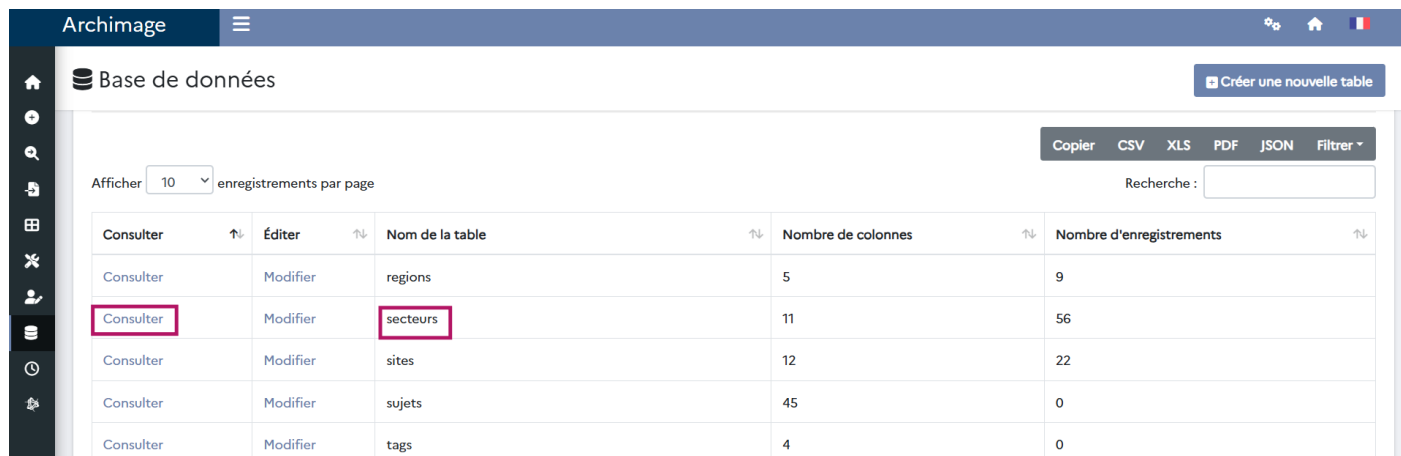 Archimage
Base de données
Créer une nouvelle table
Copier CSV XLS PDF JSON Filtrer
Afficher 10 enregistrements par page
Recherche :
Consulter Éditer Nom de la table Nombre de colonnes Nombre d'enregistrements
Consulter Modifier regions 5 9
Consulter Modifier secteurs 11 56
Consulter Modifier sites 12 22
Consulter Modifier sujets 45 0
Consulter Modifier tags 4 0